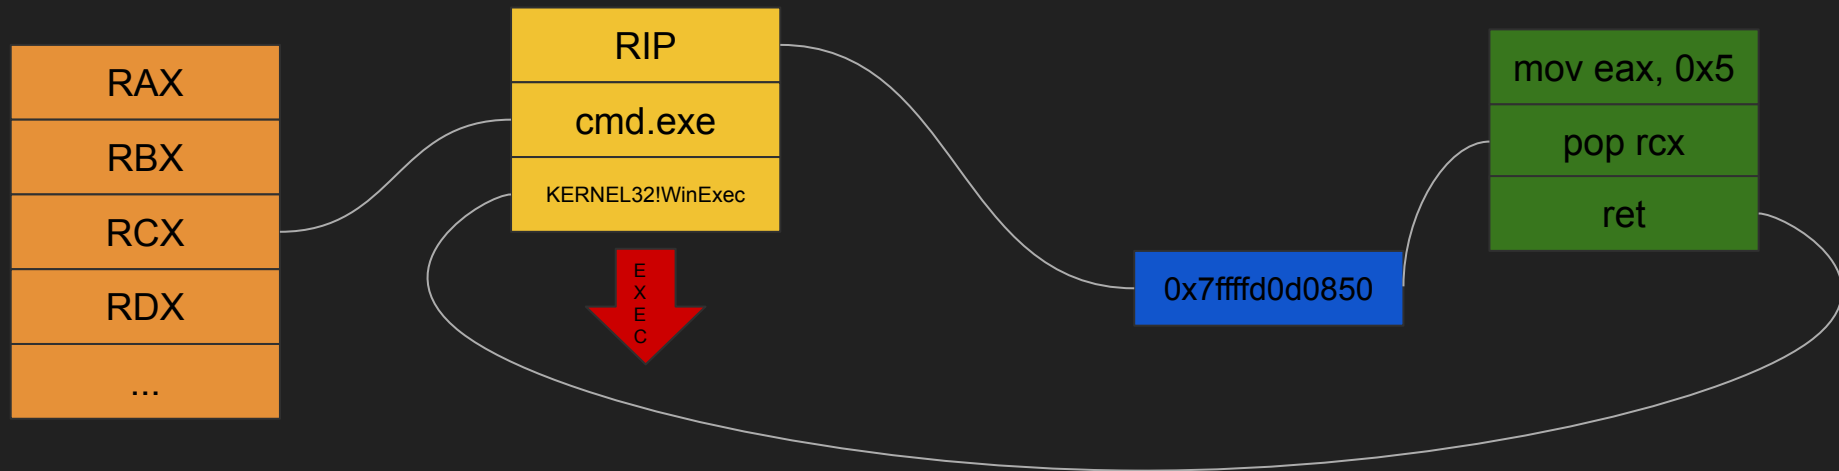 RAX
RBX
RCX
RDX
...
RIP
cmd.exe
KERNEL32!WinExec
E
X
E
C
0x7ffffd0d0850
mov eax, 0x5
pop rcx
ret